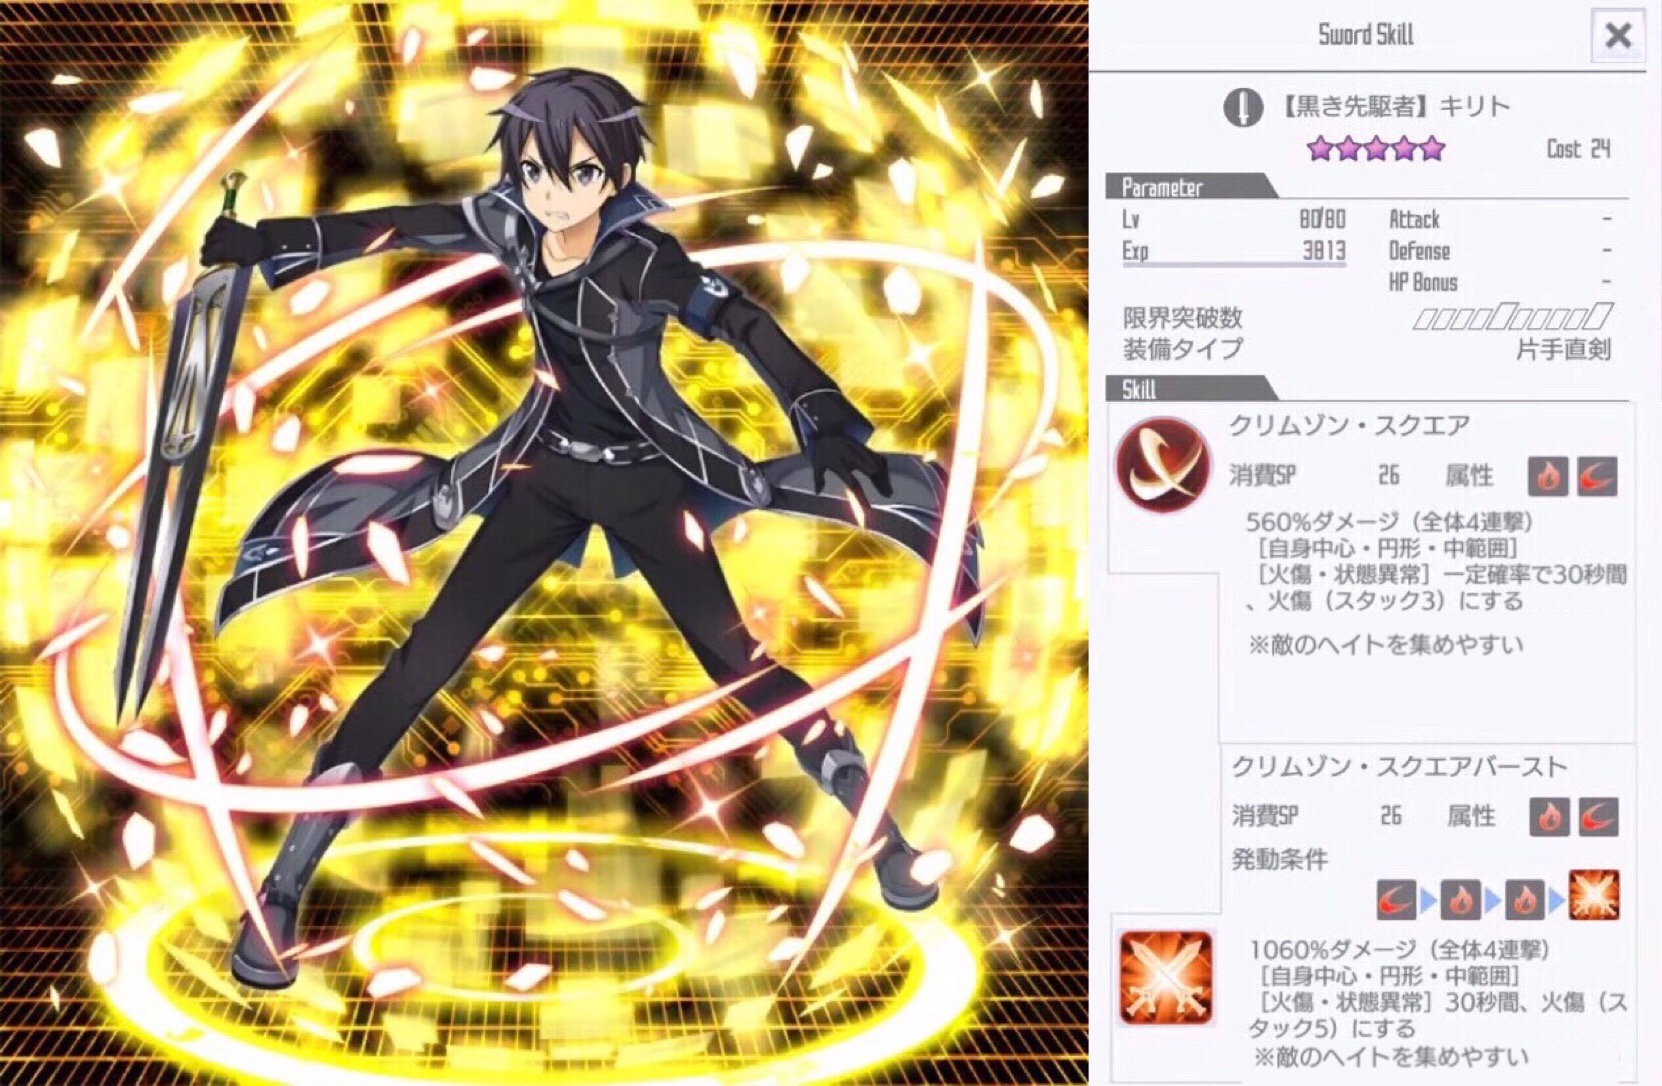 Sword Skill
【黒き先駆者】キリト
Cost 24
Parameter
Lv 80/80 Attack -
Exp 3813 Defense -
HP Bonus -
限界突破数
装備タイプ 片手直剣
Skill
クリムゾン・スクエア
消費SP 26 属性
560%ダメージ（全体4連撃）
［自身中心・円形・中範囲］
［火傷・状態異常］一定確率で30秒間
、火傷（スタック3）にする
※敵のヘイトを集めやすい
クリムゾン・スクエアバースト
消費SP 26 属性
発動条件
1060%ダメージ（全体4連撃）
［自身中心・円形・中範囲］
［火傷・状態異常］30秒間、火傷（ス
タック5）にする
※敵のヘイトを集めやすい